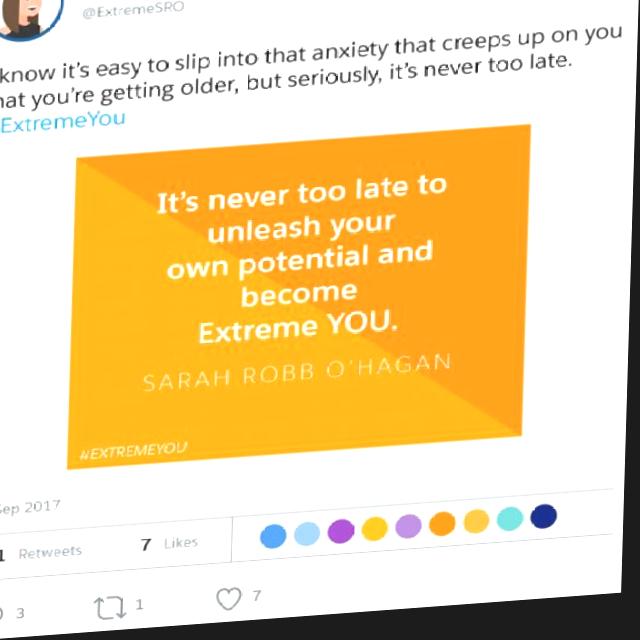 @ExtremeSRO
know it's easy to slip into that anxiety that creeps up on you
you're getting older, but seriously, it's never too late.
ExtremeYou
It's never too late to
unleash your
own potential and
become
Extreme YOU.
SARAH ROBB O'HAGAN
#EXTREMEYOU
2017
1 Retweets 7 Likes
3 1 7